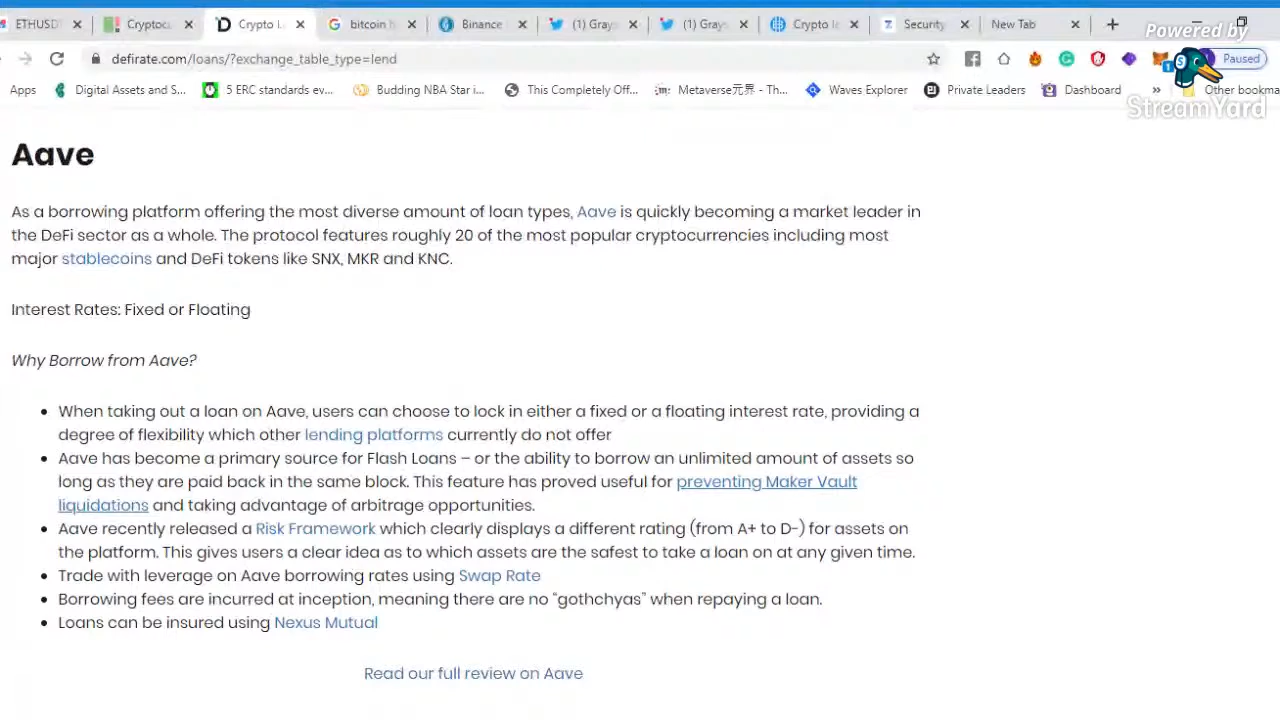 ETHUSD
Cryptocu
Crypto L
bitcoin h
Binance
(1) Grays
(1) Grays
Crypto lo
Security
New Tab
Powered by
defirate.com/loans/?exchange_table_type=lend
Paused
Apps
Digital Assets and S...
5 ERC standards ev...
Budding NBA Star i...
This Completely Off...
Metaverse元界 - Th...
Waves Explorer
Private Leaders
Dashboard
»
Other bookma
StreamYard
Aave
As a borrowing platform offering the most diverse amount of loan types, Aave is quickly becoming a market leader in
the DeFi sector as a whole. The protocol features roughly 20 of the most popular cryptocurrencies including most
major stablecoins and DeFi tokens like SNX, MKR and KNC.
Interest Rates: Fixed or Floating
Why Borrow from Aave?
• When taking out a loan on Aave, users can choose to lock in either a fixed or a floating interest rate, providing a
degree of flexibility which other lending platforms currently do not offer
• Aave has become a primary source for Flash Loans – or the ability to borrow an unlimited amount of assets so
long as they are paid back in the same block. This feature has proved useful for preventing Maker Vault
liquidations and taking advantage of arbitrage opportunities.
• Aave recently released a Risk Framework which clearly displays a different rating (from A+ to D-) for assets on
the platform. This gives users a clear idea as to which assets are the safest to take a loan on at any given time.
• Trade with leverage on Aave borrowing rates using Swap Rate
• Borrowing fees are incurred at inception, meaning there are no “gothchyas” when repaying a loan.
• Loans can be insured using Nexus Mutual
Read our full review on Aave